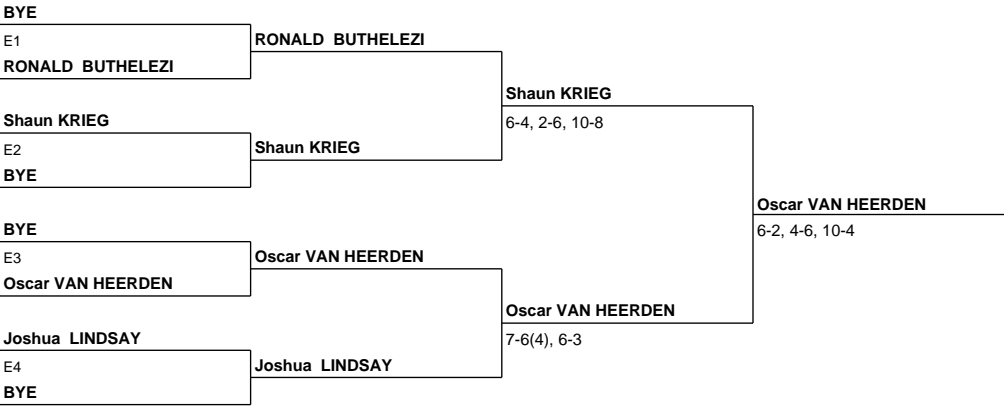 BYE
E1
RONALD BUTHELEZI
RONALD BUTHELEZI
Shaun KRIEG
6-4, 2-6, 10-8
Shaun KRIEG
E2
BYE
Shaun KRIEG
Oscar VAN HEERDEN
6-2, 4-6, 10-4
BYE
E3
Oscar VAN HEERDEN
Oscar VAN HEERDEN
Oscar VAN HEERDEN
7-6(4), 6-3
Joshua LINDSAY
E4
BYE
Joshua LINDSAY